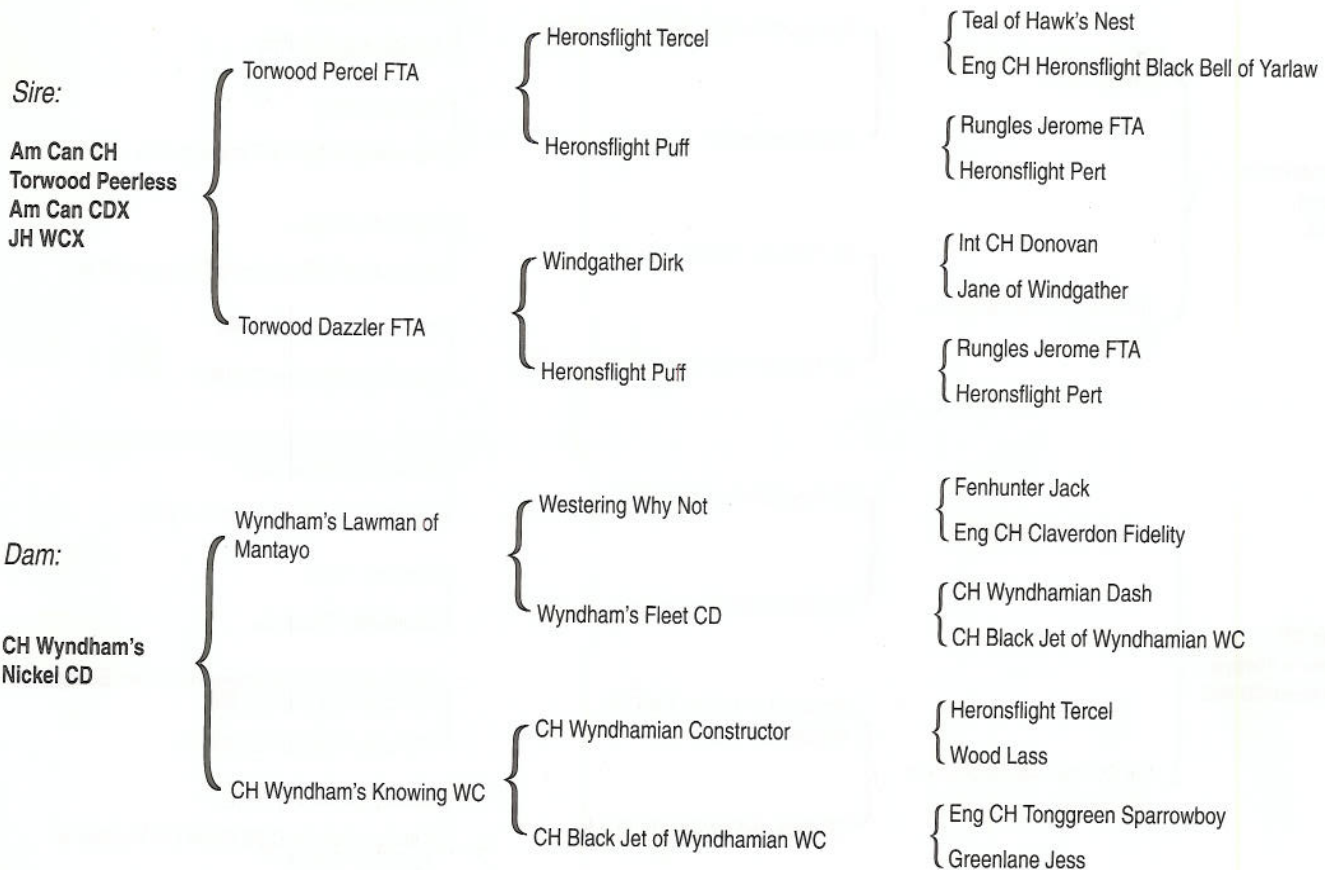 Sire:
Am Can CH
Torwood Peerless
Am Can CDX
JH WCX
Torwood Percel FTA
Heronsflight Tercel
Teal of Hawk's Nest
Eng CH Heronsflight Black Bell of Yarlaw
Heronsflight Puff
Rungles Jerome FTA
Heronsflight Pert
Torwood Dazzler FTA
Windgather Dirk
Int CH Donovan
Jane of Windgather
Heronsflight Puff
Rungles Jerome FTA
Heronsflight Pert
Dam:
CH Wyndham's
Nickel CD
Wyndham's Lawman of
Mantayo
Westering Why Not
Fenhunter Jack
Eng CH Claverdon Fidelity
Wyndham's Fleet CD
CH Wyndhamian Dash
CH Black Jet of Wyndhamian WC
CH Wyndham's Knowing WC
CH Wyndhamian Constructor
Heronsflight Tercel
Wood Lass
CH Black Jet of Wyndhamian WC
Eng CH Tonggreen Sparrowboy
Greenlane Jess